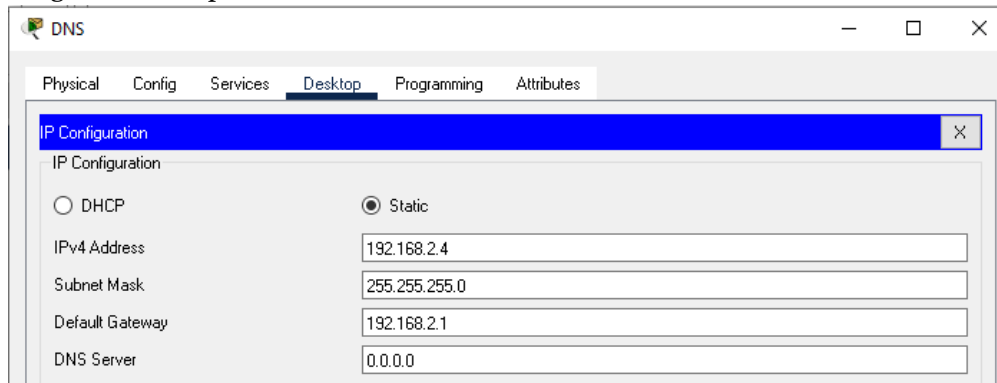 DNS
Physical Config Services Desktop Programming Attributes
IP Configuration X
IP Configuration
DHCP Static
IPv4 Address 192.168.2.4
Subnet Mask 255.255.255.0
Default Gateway 192.168.2.1
DNS Server 0.0.0.0